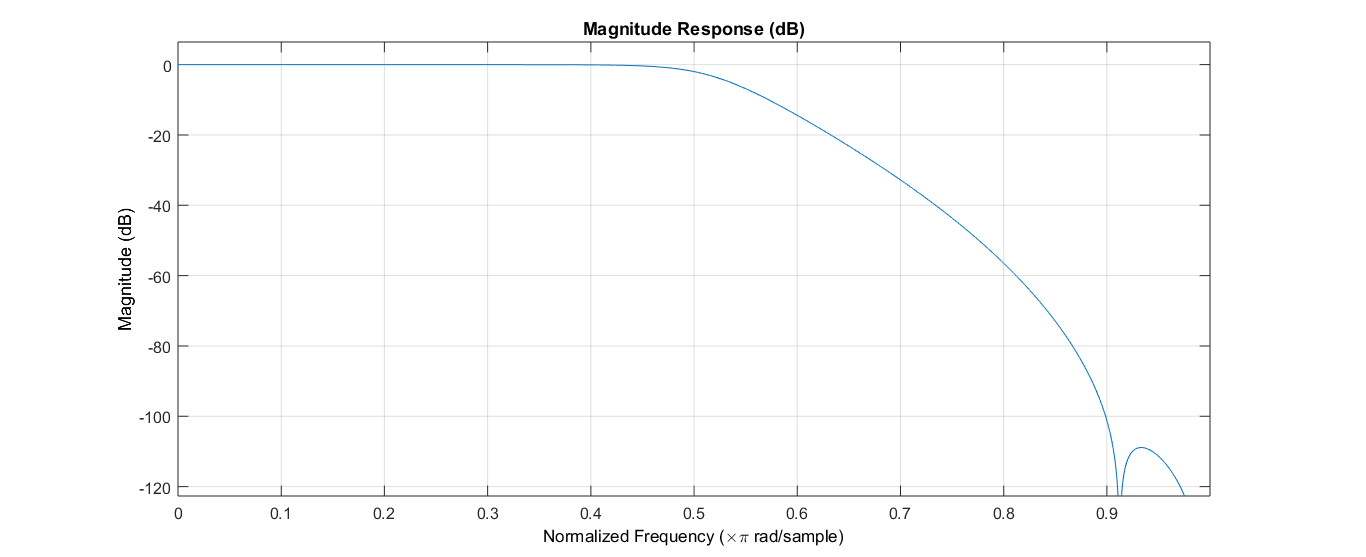 Magnitude Response (dB)
Magnitude (dB)
0
-20
-40
-60
-80
-100
-120
0 0.1 0.2 0.3 0.4 0.5 0.6 0.7 0.8 0.9
Normalized Frequency (×π rad/sample)